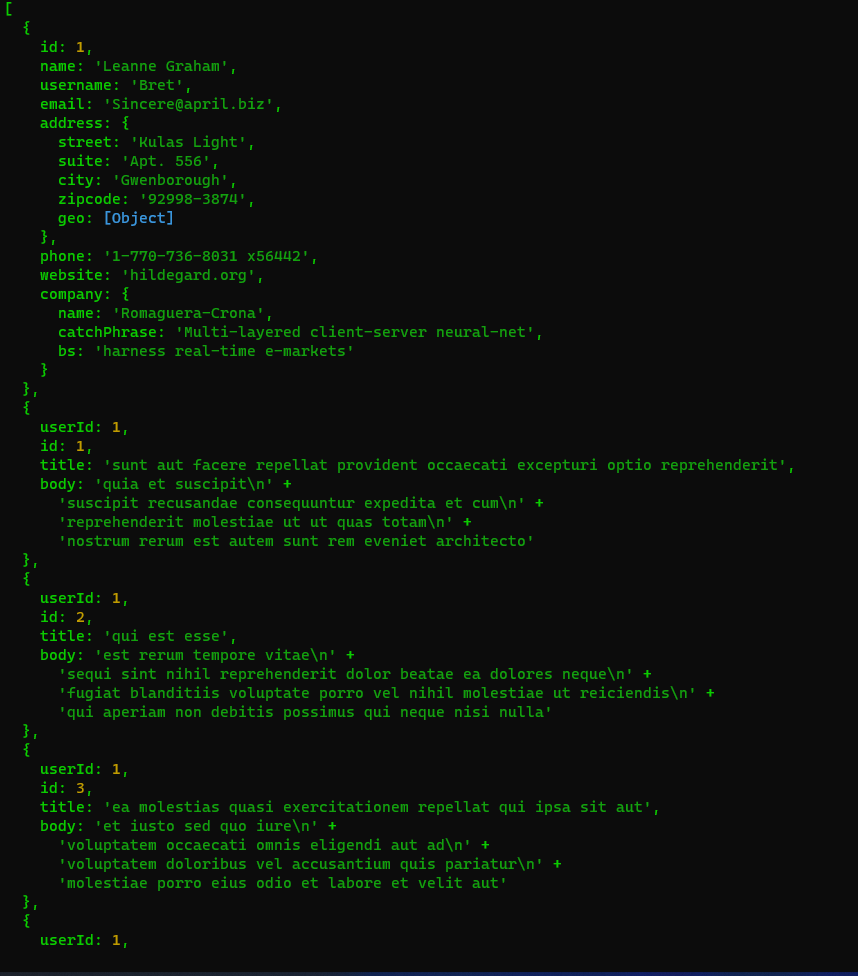 [
  {
    id: 1,
    name: 'Leanne Graham',
    username: 'Bret',
    email: 'Sincere@april.biz',
    address: {
      street: 'Kulas Light',
      suite: 'Apt. 556',
      city: 'Gwenborough',
      zipcode: '92998-3874',
      geo: [Object]
    },
    phone: '1-770-736-8031 x56442',
    website: 'hildegard.org',
    company: {
      name: 'Romaguera-Crona',
      catchPhrase: 'Multi-layered client-server neural-net',
      bs: 'harness real-time e-markets'
    }
  },
  {
    userId: 1,
    id: 1,
    title: 'sunt aut facere repellat provident occaecati excepturi optio reprehenderit',
    body: 'quia et suscipit\n' +
      'suscipit recusandae consequuntur expedita et cum\n' +
      'reprehenderit molestiae ut ut quas totam\n' +
      'nostrum rerum est autem sunt rem eveniet architecto'
  },
  {
    userId: 1,
    id: 2,
    title: 'qui est esse',
    body: 'est rerum tempore vitae\n' +
      'sequi sint nihil reprehenderit dolor beatae ea dolores neque\n' +
      'fugiat blanditiis voluptate porro vel nihil molestiae ut reiciendis\n' +
      'qui aperiam non debitis possimus qui neque nisi nulla'
  },
  {
    userId: 1,
    id: 3,
    title: 'ea molestias quasi exercitationem repellat qui ipsa sit aut',
    body: 'et iusto sed quo iure\n' +
      'voluptatem occaecati omnis eligendi aut ad\n' +
      'voluptatem doloribus vel accusantium quis pariatur\n' +
      'molestiae porro eius odio et labore et velit aut'
  },
  {
    userId: 1,